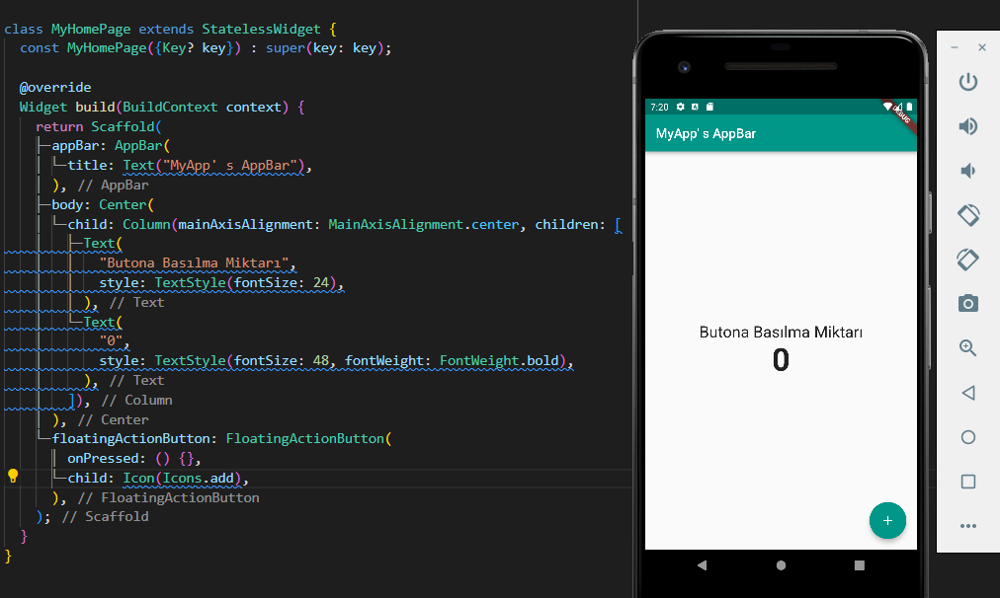 class MyHomePage extends StatelessWidget {
const MyHomePage({Key? key}) : super(key: key);
@override
Widget build(BuildContext context) {
return Scaffold(
appBar: AppBar(
title: Text("MyApp' s AppBar"),
), // AppBar
body: Center(
child: Column(mainAxisAlignment: MainAxisAlignment.center, children: [
Text(
"Butona Basılma Miktarı",
style: TextStyle(fontSize: 24),
), // Text
Text(
"0",
style: TextStyle(fontSize: 48, fontWeight: FontWeight.bold),
), // Text
]), // Column
), // Center
floatingActionButton: FloatingActionButton(
onPressed: () {},
child: Icon(Icons.add),
), // FloatingActionButton
); // Scaffold
}
}
7:20
DEBUG
MyApp' s AppBar
Butona Basılma Miktarı
0
+